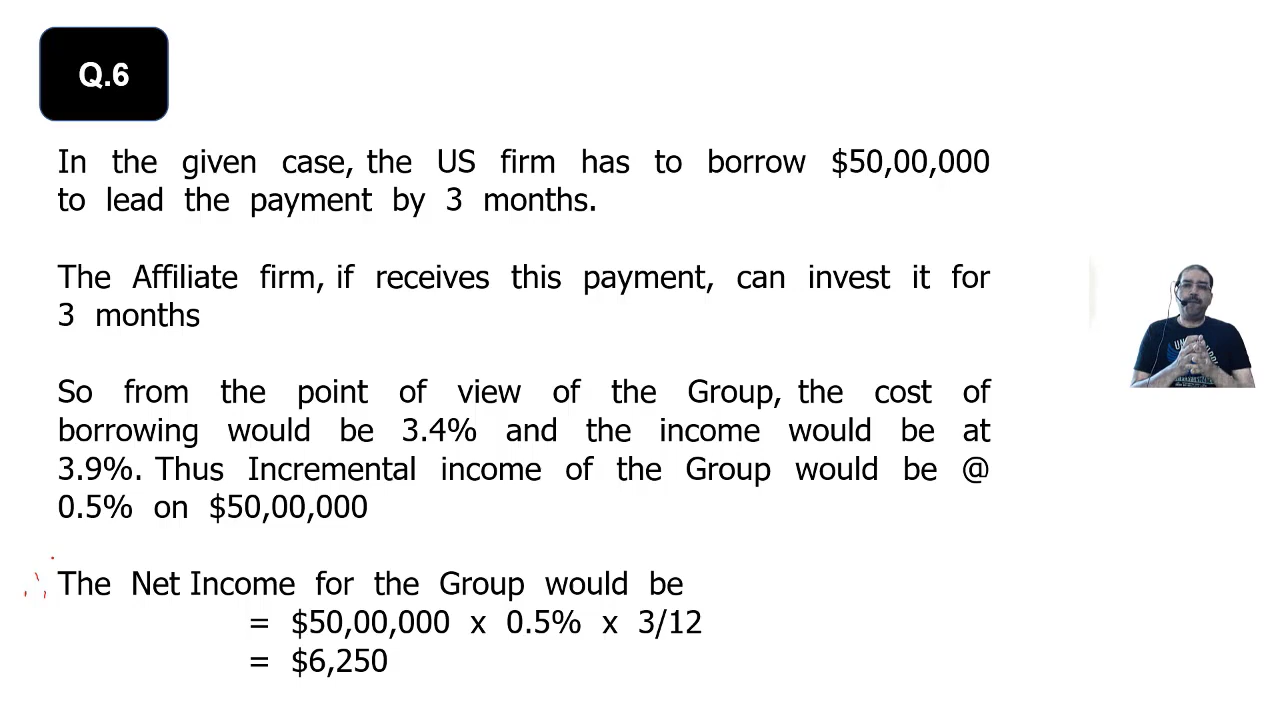 Q.6
In the given case, the US firm has to borrow $50,00,000
to lead the payment by 3 months.
The Affiliate firm, if receives this payment, can invest it for
3 months
So from the point of view of the Group, the cost of
borrowing would be 3.4% and the income would be at
3.9%. Thus Incremental income of the Group would be @
0.5% on $50,00,000
The Net Income for the Group would be
= $50,00,000 x 0.5% x 3/12
= $6,250